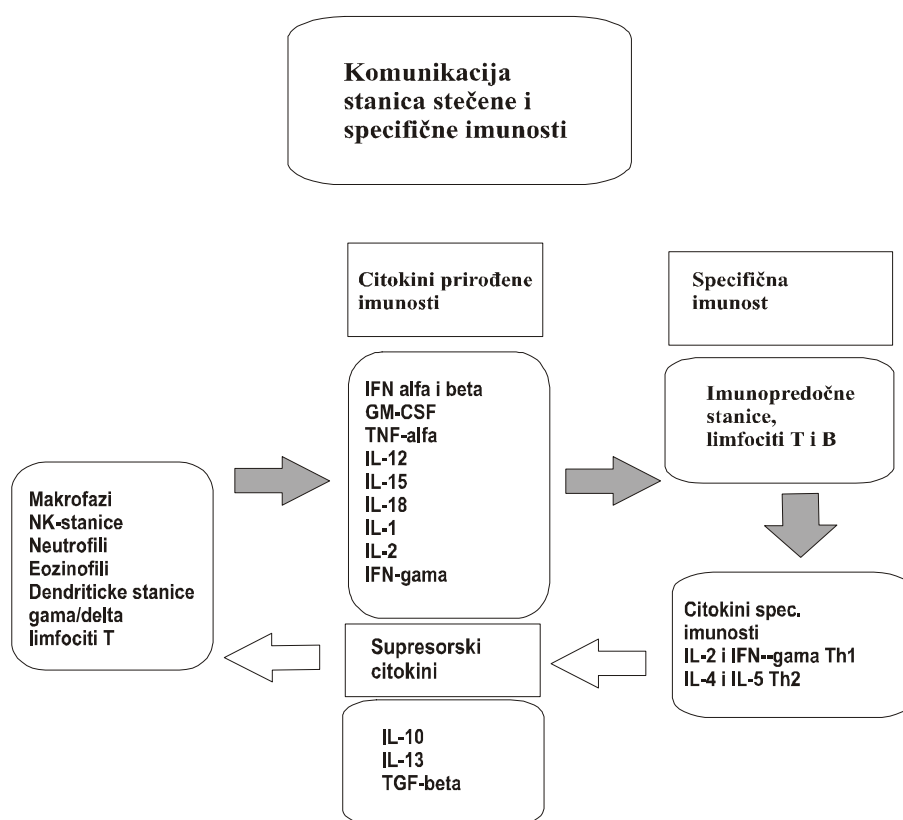 Komunikacija
stanica stečene i
specifične imunosti
Citokini prirođene
imunosti
Specifična
imunost
IFN alfa i beta
GM-CSF
TNF-alfa
IL-12
IL-15
IL-18
IL-1
IL-2
IFN-gama
Imunopredočne
stanice,
limfociti T i B
Makrofazi
NK-stanice
Neutrofili
Eozinofili
Dendriticke stanice
gama/delta
limfociti T
Citokini spec.
imunosti
IL-2 i IFN--gama Th1
IL-4 i IL-5 Th2
Supresorski
citokini
IL-10
IL-13
TGF-beta